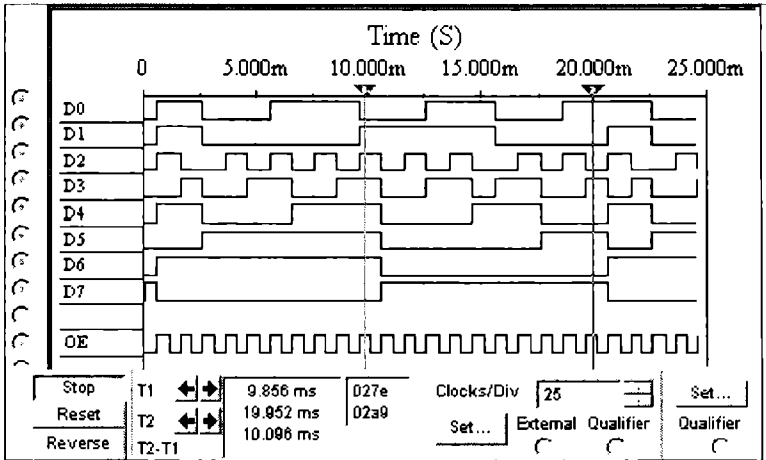 Time (S)
0 5.000m 10.000m 15.000m 20.000m 25.000m
D0
D1
D2
D3
D4
D5
D6
D7
OE
Stop T1 9.856 ms 027e Clocks/Div 25 Set...
Reset T2 19.952 ms 02a9 Set... External Qualifier Qualifier
Reverse T2-T1 10.096 ms